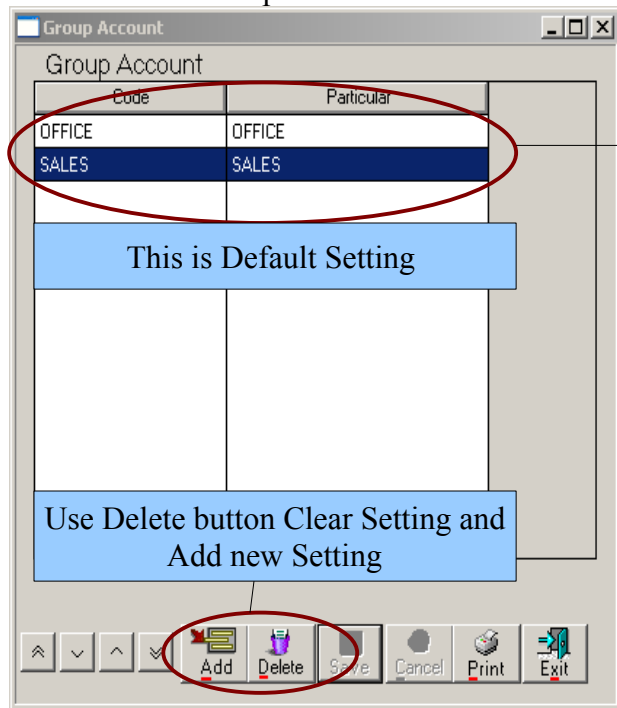 Group Account
Group Account
Code Particular
OFFICE OFFICE
SALES SALES
This is Default Setting
Use Delete button Clear Setting and
Add new Setting
Add Delete Save Cancel Print Exit